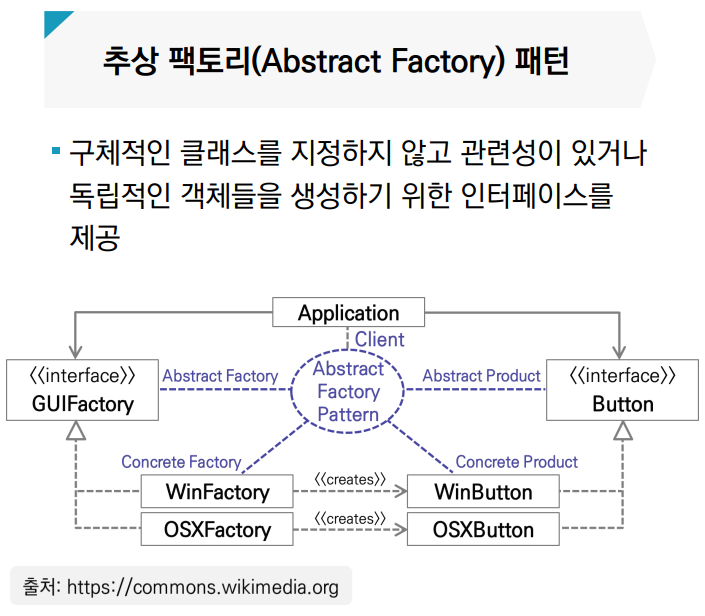 추상 팩토리(Abstract Factory) 패턴
구체적인 클래스를 지정하지 않고 관련성이 있거나
독립적인 객체들을 생성하기 위한 인터페이스를
제공
Application
Client
〈〈interface〉〉
GUIFactory
Abstract Factory
Abstract
Factory
Pattern
Abstract Product
〈〈interface〉〉
Button
Concrete Factory
Concrete Product
WinFactory
〈〈creates〉〉
WinButton
OSXFactory
〈〈creates〉〉
OSXButton
출처: https://commons.wikimedia.org